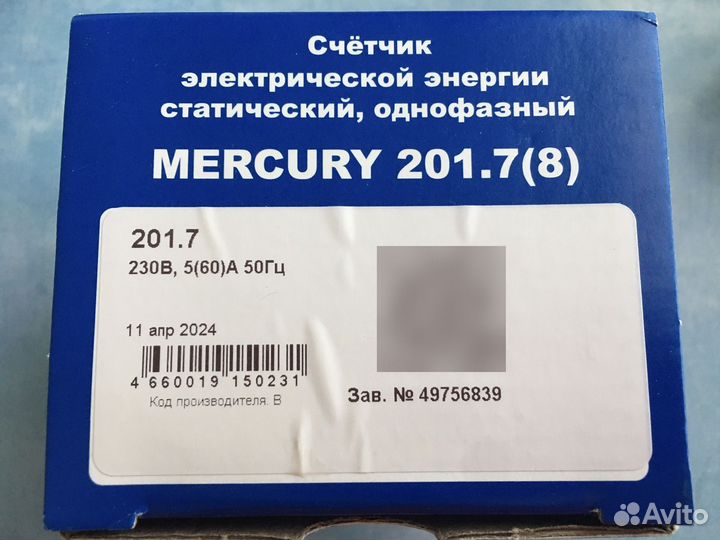 Счётчик
электрической энергии
статический, однофазный
MERCURY 201.7(8)
201.7
230В, 5(60)А 50Гц
11 апр 2024
4 660019 150231
Код производителя. В
Зав. № 49756839
Avito